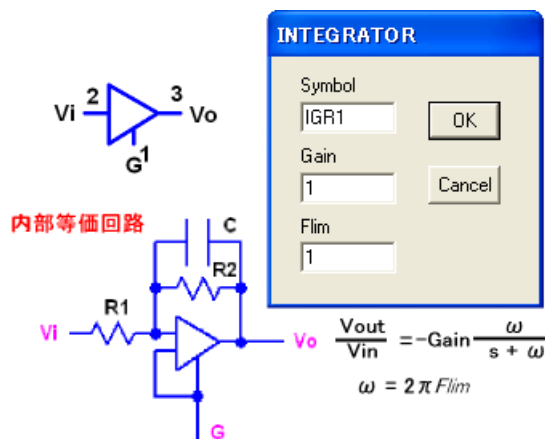 INTEGRATOR
Symbol
IGR1
OK
Gain
1
Cancel
Flim
1
Vi 2 3 Vo
G 1
内部等価回路
C
R2
R1
Vi
Vo
G
Vout/Vin = -Gain ω/(s + ω)
ω = 2π Flim